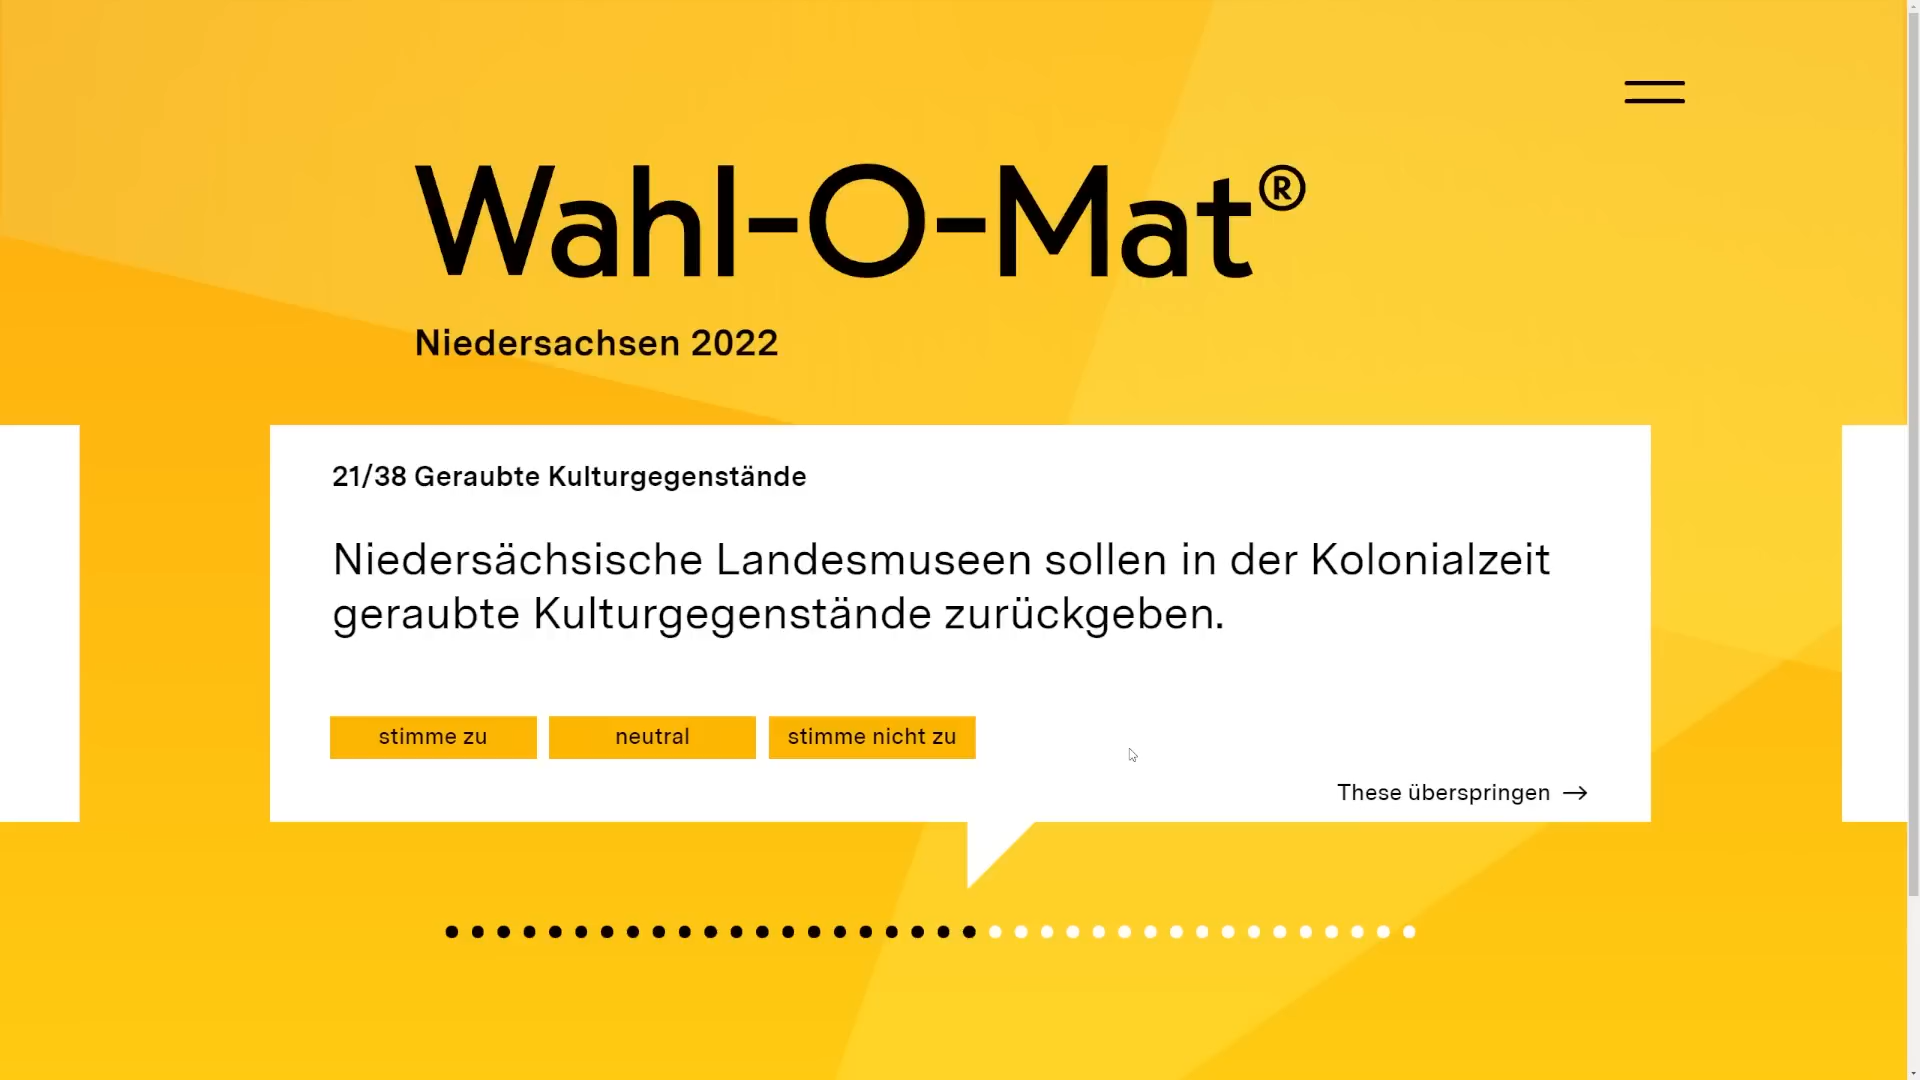 Wahl-O-Mat®
Niedersachsen 2022
21/38 Geraubte Kulturgegenstände
Niedersächsische Landesmuseen sollen in der Kolonialzeit
geraubte Kulturgegenstände zurückgeben.
stimme zu
neutral
stimme nicht zu
These überspringen →